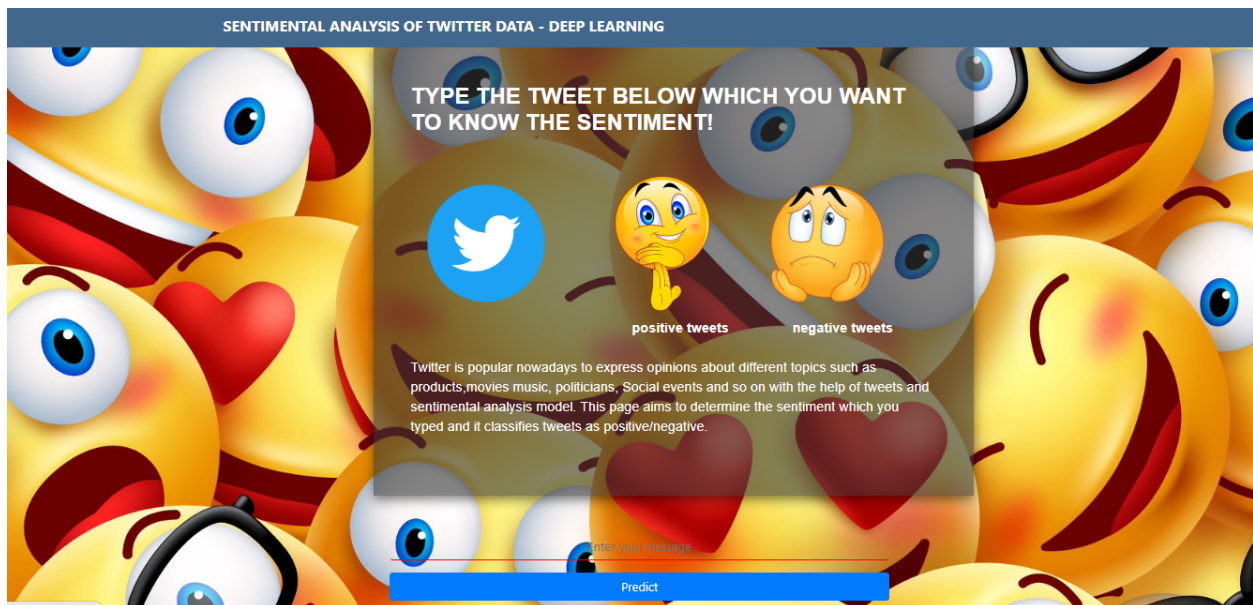 SENTIMENTAL ANALYSIS OF TWITTER DATA - DEEP LEARNING
TYPE THE TWEET BELOW WHICH YOU WANT
TO KNOW THE SENTIMENT!
positive tweets
negative tweets
Twitter is popular nowadays to express opinions about different topics such as
products,movies music, politicians, Social events and so on with the help of tweets and
sentimental analysis model. This page aims to determine the sentiment which you
typed and it classifies tweets as positive/negative.
Enter your message
Predict